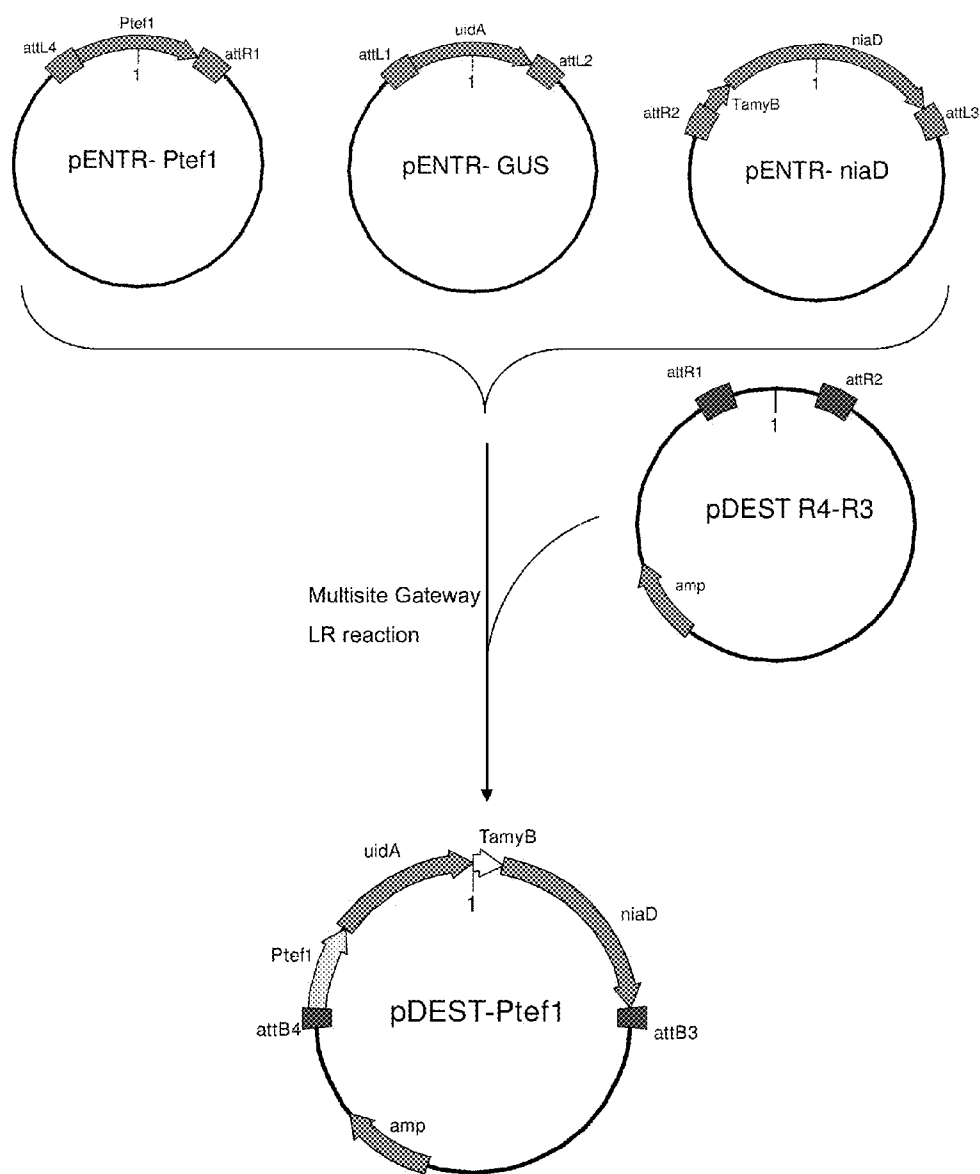 Ptef1
attL4
attR1
1
pENTR- Ptef1
uidA
attL1
attL2
1
pENTR- GUS
niaD
attR2
TamyB
1
attL3
pENTR- niaD
attR1
attR2
1
pDEST R4-R3
amp
Multisite Gateway
LR reaction
TamyB
uidA
1
niaD
Ptef1
pDEST-Ptef1
attB4
attB3
amp